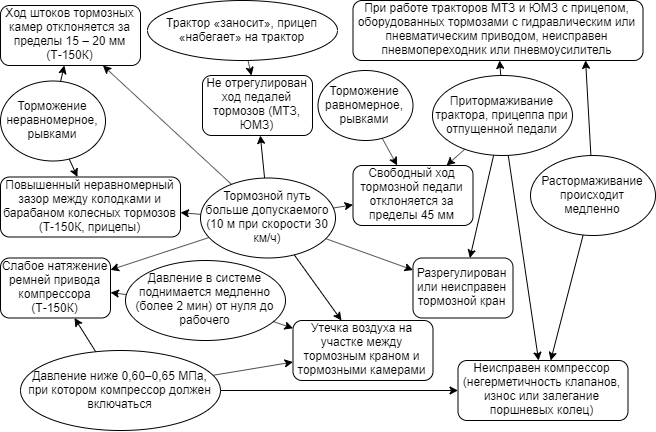 Ход штоков тормозных
камер отклоняется за
пределы 15 – 20 мм
(Т-150К)
Трактор «заносит», прицеп
«набегает» на трактор
При работе тракторов МТЗ и ЮМЗ с прицепом,
оборудованных тормозами с гидравлическим или
пневматическим приводом, неисправен
пневмопереходник или пневмоусилитель
Торможение
неравномерное,
рывками
Не отрегулирован
ход педалей
тормозов (МТЗ,
ЮМЗ)
Торможение
равномерное,
рывками
Притормаживание
трактора, прицеппа при
отпущенной педали
Повышенный неравномерный
зазор между колодками и
барабаном колесных тормозов
(Т-150К, прицепы)
Тормозной путь
больше допускаемого
(10 м при скорости 30
км/ч)
Свободный ход
тормозной педали
отклоняется за
пределы 45 мм
Растормаживание
происходит
медленно
Слабое натяжение
ремней привода
компрессора
(Т-150К)
Давление в системе
поднимается медленно
(более 2 мин) от нуля до
рабочего
Разрегулирован
или неисправен
тормозной кран
Утечка воздуха на
участке между
тормозным краном и
тормозными камерами
Давление ниже 0,60–0,65 МПа,
при котором компрессор должен
включаться
Неисправен компрессор
(негерметичность клапанов,
износ или залегание
поршневых колец)